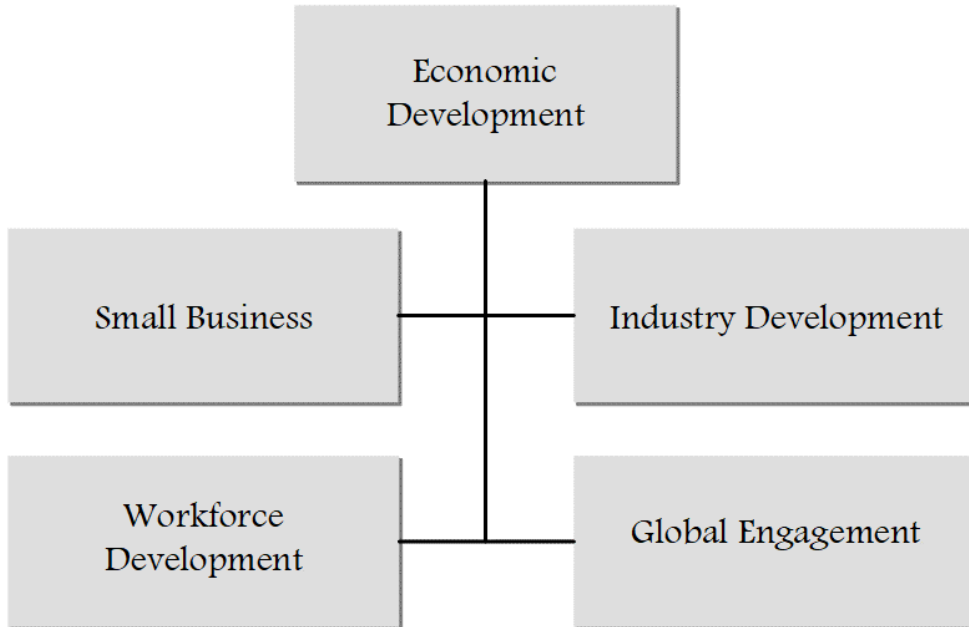 Economic
Development
Small Business
Industry Development
Workforce
Development
Global Engagement